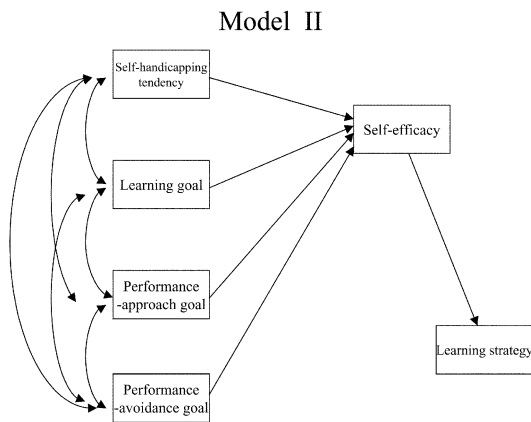 Model II
Self-handicapping
tendency
Self-efficacy
Learning goal
Performance
-approach goal
Learning strategy
Performance
-avoidance goal